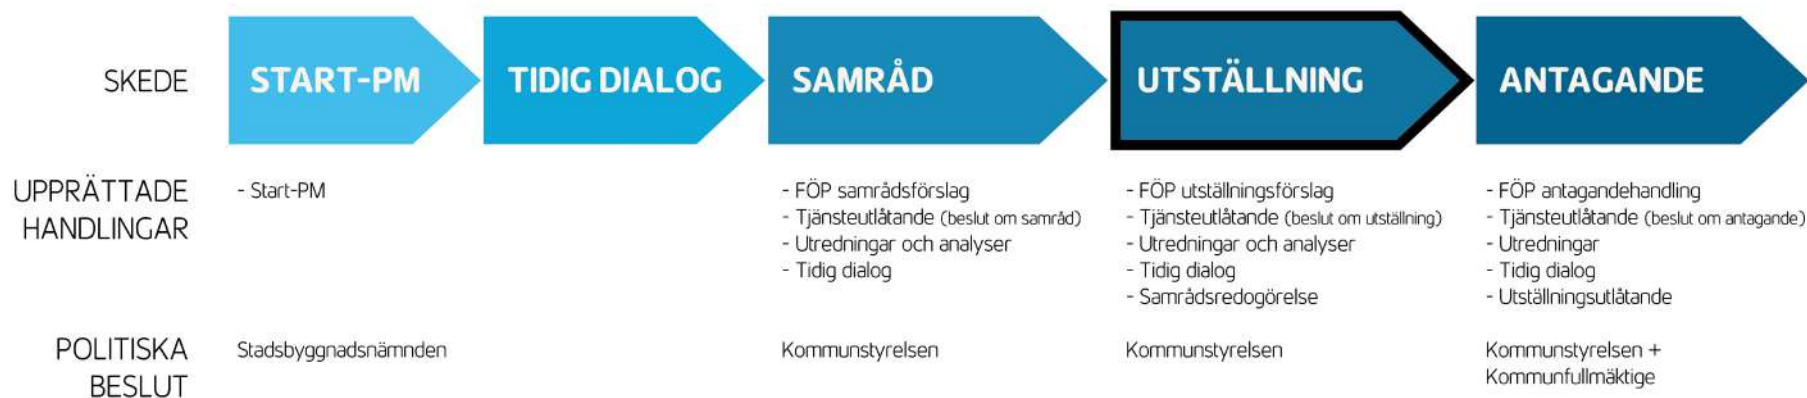 SKEDE
START-PM
TIDIG DIALOG
SAMRÅD
UTSTÄLLNING
ANTAGANDE
UPPRÄTTADE
HANDLINGAR
- Start-PM
- FÖP samrådsförslag
- Tjänsteutlåtande (beslut om samråd)
- Utredningar och analyser
- Tidig dialog
- FÖP utställningsförslag
- Tjänsteutlåtande (beslut om utställning)
- Utredningar och analyser
- Tidig dialog
- Samrådsredogörelse
- FÖP antagandehandling
- Tjänsteutlåtande (beslut om antagande)
- Utredningar
- Tidig dialog
- Utställningsutlåtande
POLITISKA
BESLUT
Stadsbyggnadsnämnden
Kommunstyrelsen
Kommunstyrelsen
Kommunstyrelsen +
Kommunfullmäktige